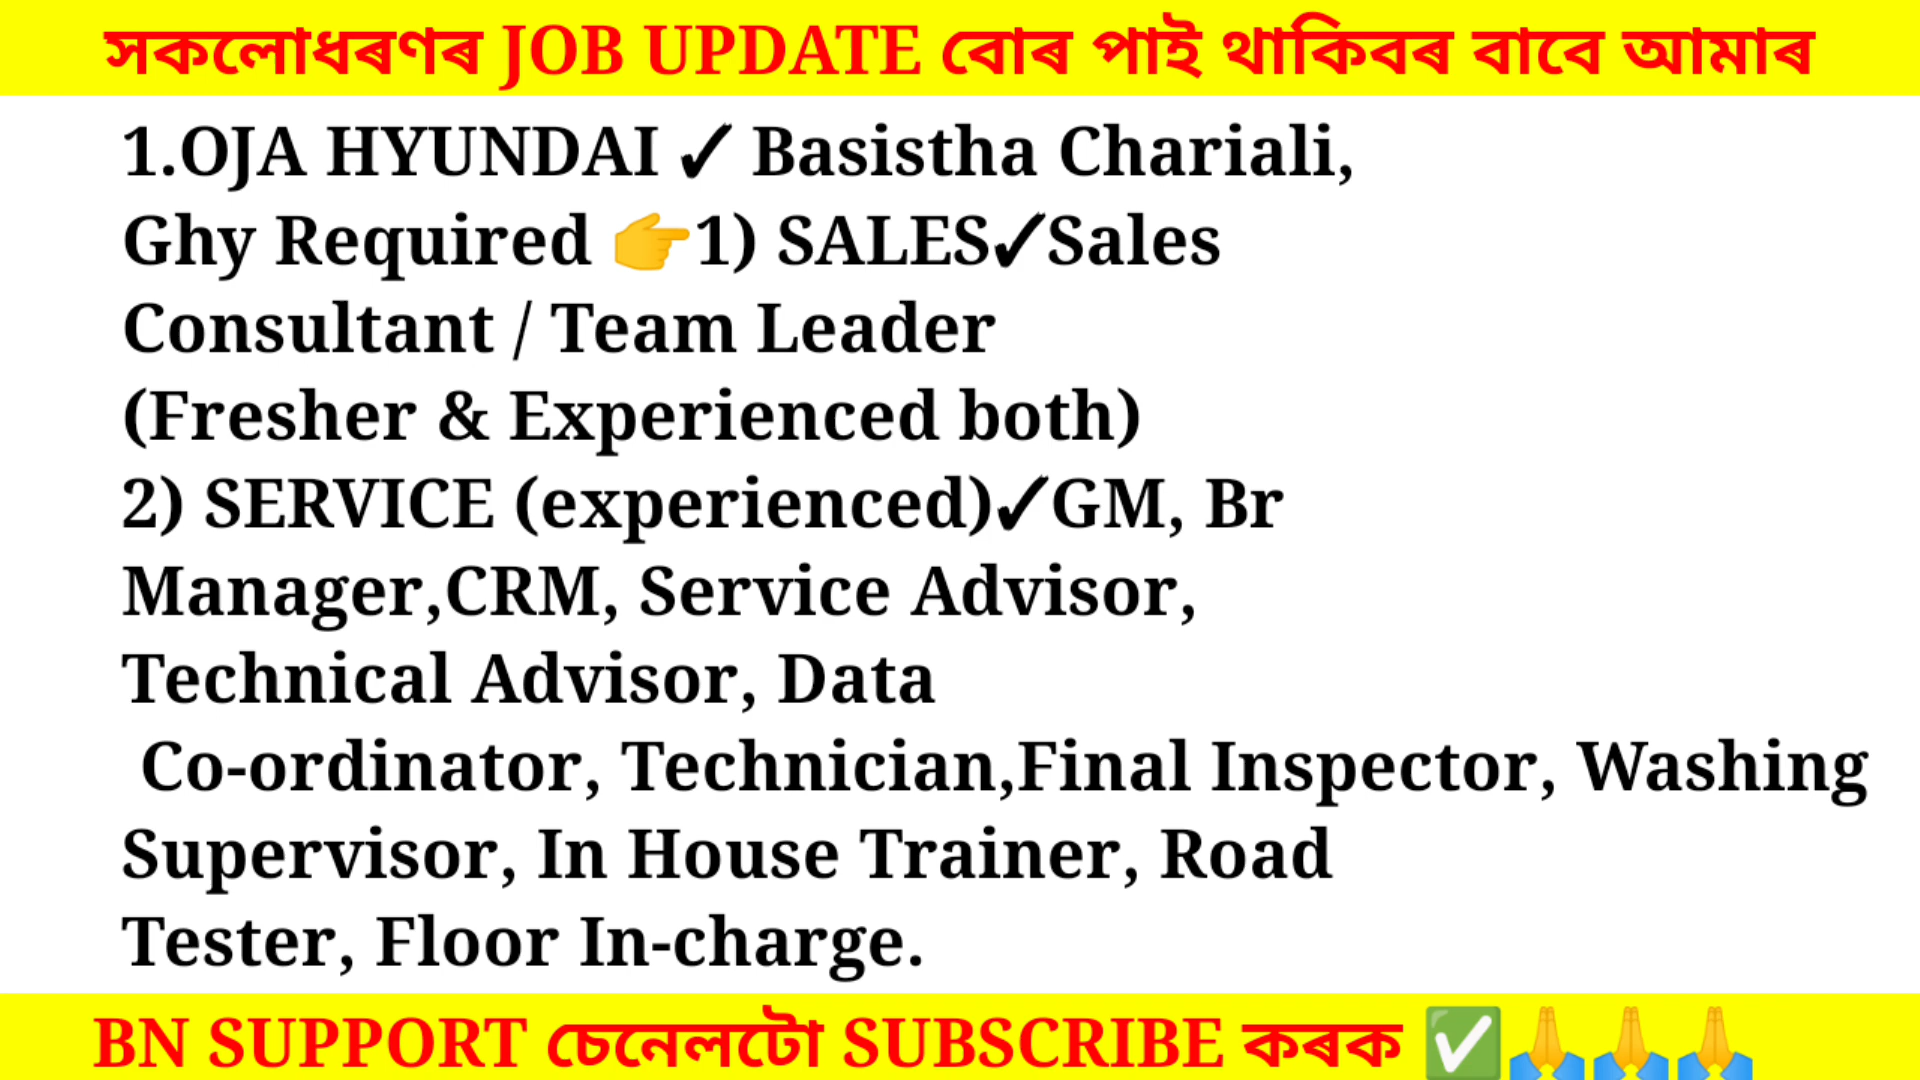 সকলোধৰণৰ JOB UPDATE বোৰ পাই থাকিবৰ বাবে আমাৰ
1.OJA HYUNDAI ✓ Basistha Chariali,
Ghy Required 👉1) SALES✓Sales
Consultant / Team Leader
(Fresher & Experienced both)
2) SERVICE (experienced)✓GM, Br
Manager,CRM, Service Advisor,
Technical Advisor, Data
Co-ordinator, Technician,Final Inspector, Washing
Supervisor, In House Trainer, Road
Tester, Floor In-charge.
BN SUPPORT চেনেলটো SUBSCRIBE কৰক ✅🙏🙏🙏